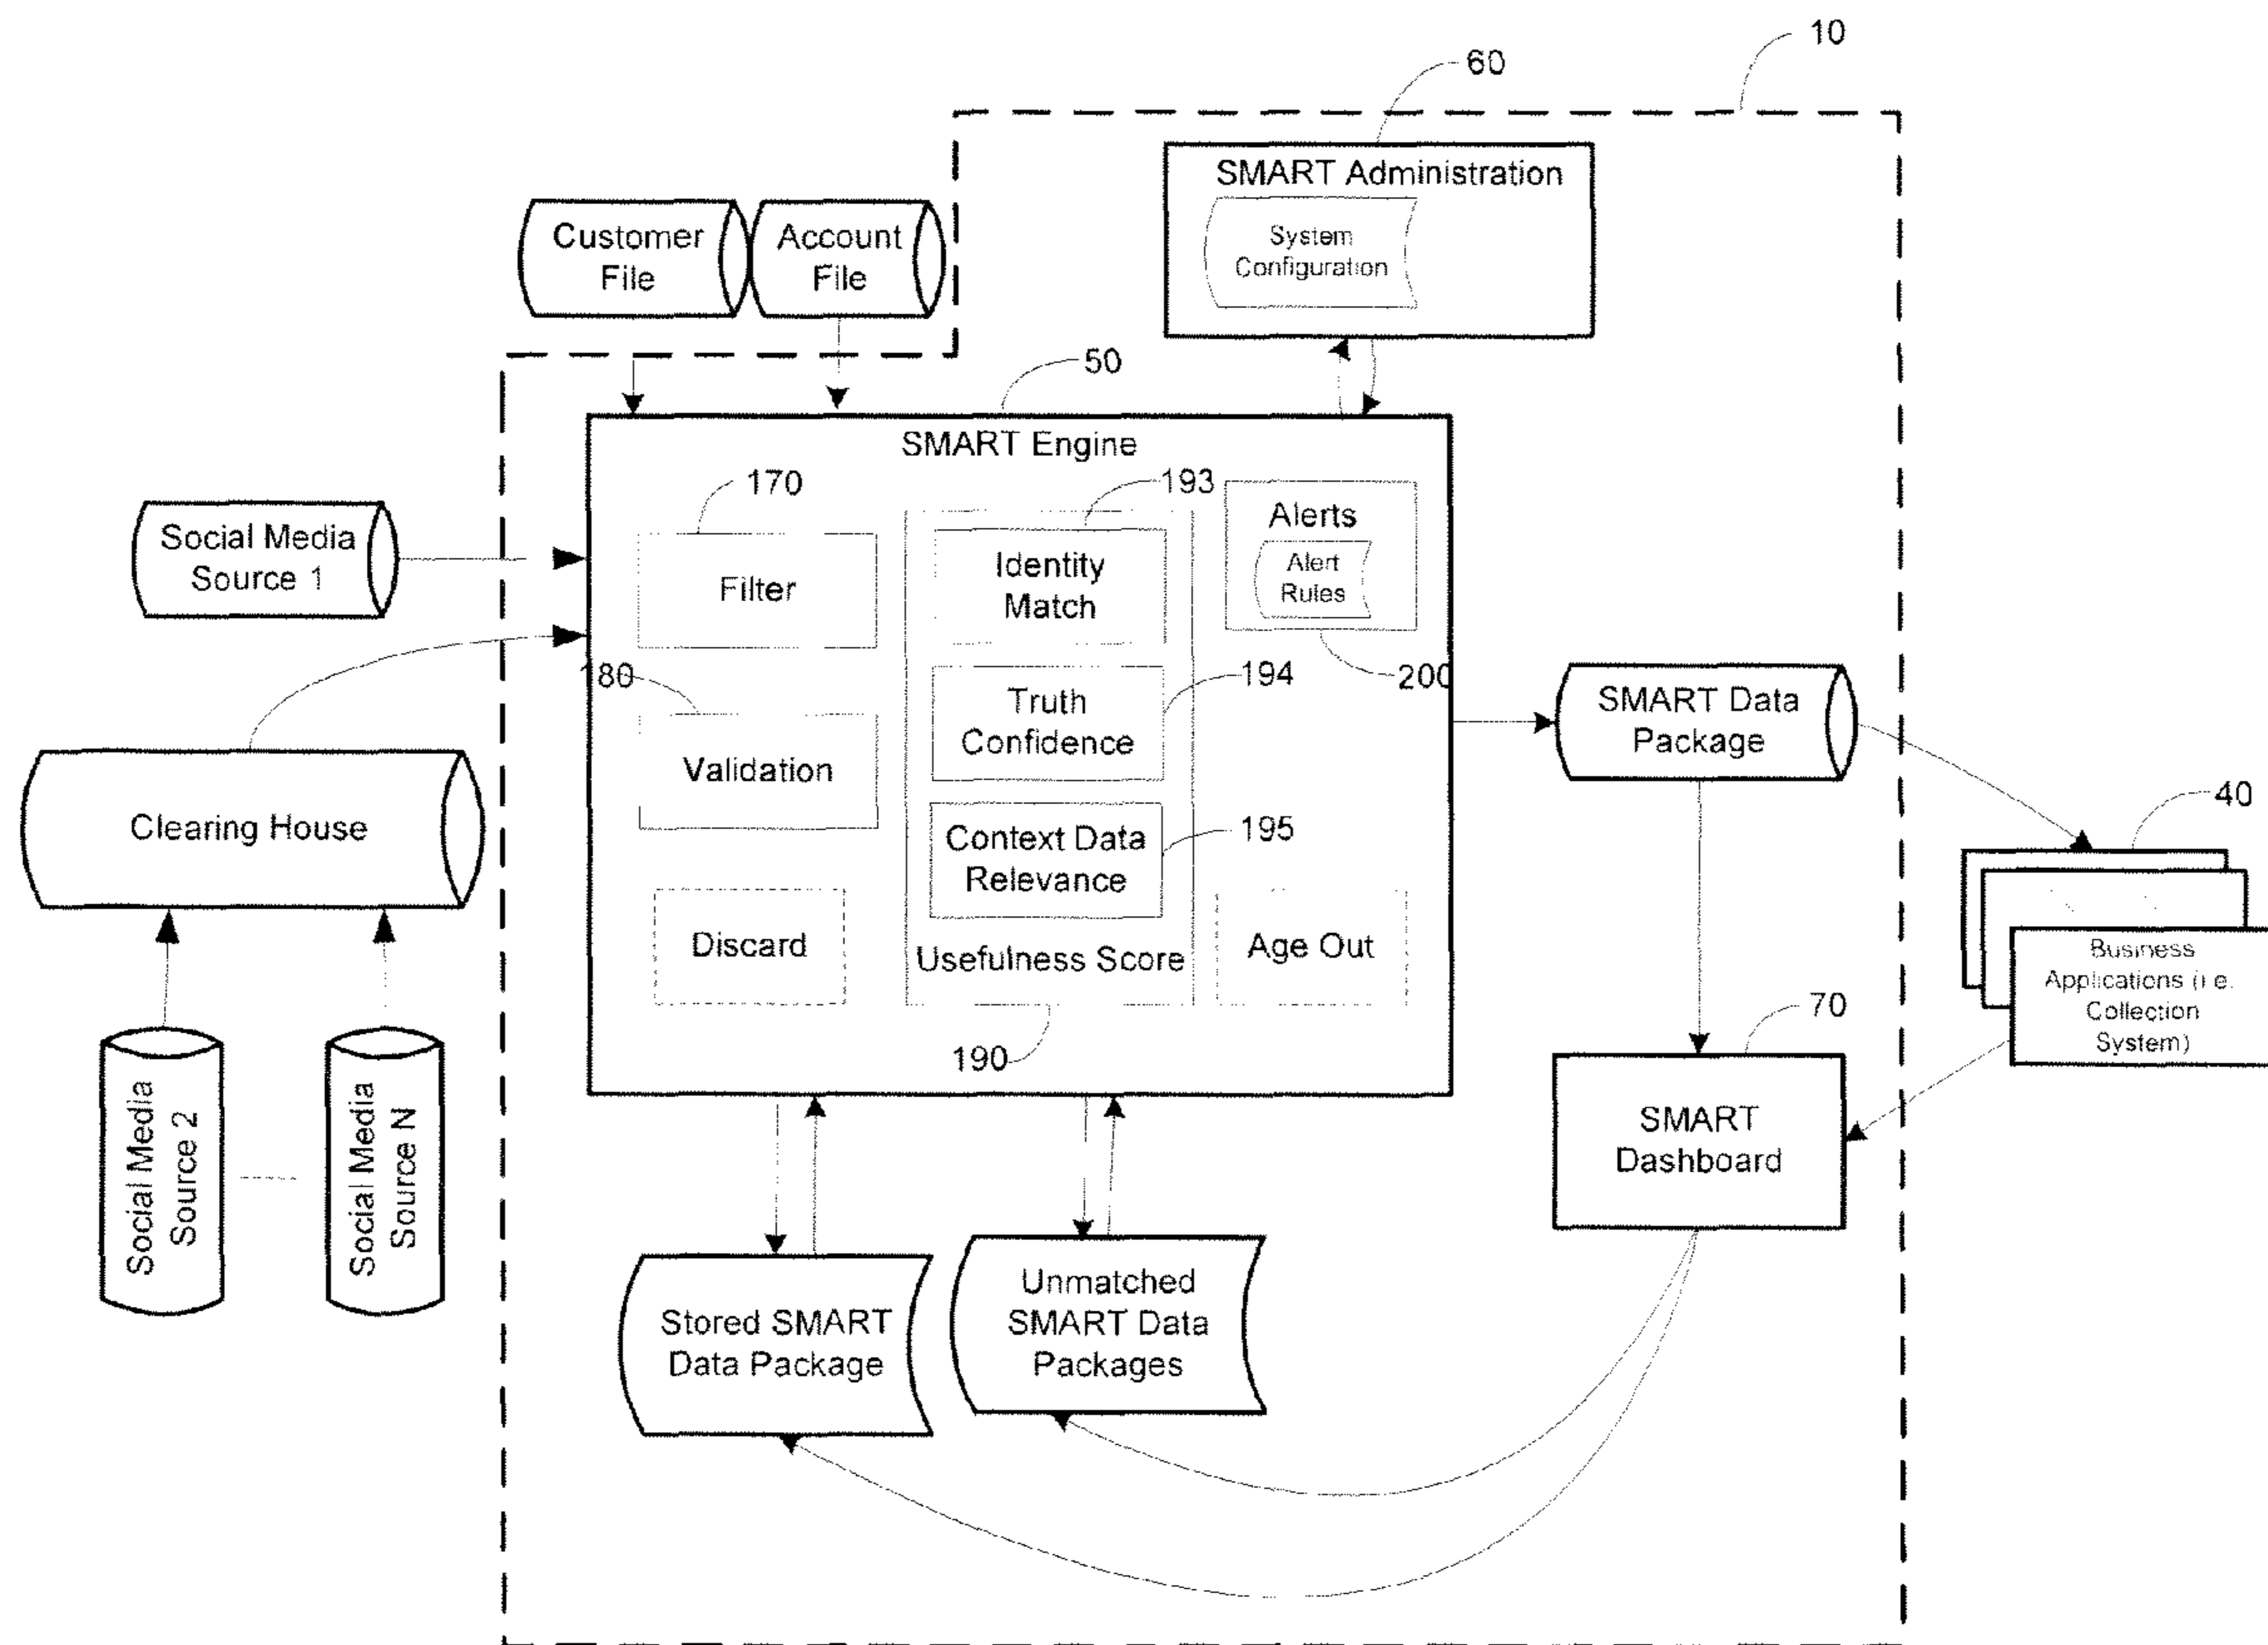 10
60
SMART Administration
System
Configuration
Customer
File
Account
File
50
SMART Engine
170
193
Alerts
Alert
Rules
200
Social Media
Source 1
Filter
Identity
Match
180
194
Truth
Confidence
Validation
195
Context Data
Relevance
Discard
Usefulness Score
Age Out
190
SMART Data
Package
Clearing House
40
Business
Applications (i.e.
Collection
System)
70
SMART
Dashboard
Social Media
Source 2
Social Media
Source N
Stored SMART
Data Package
Unmatched
SMART Data
Packages